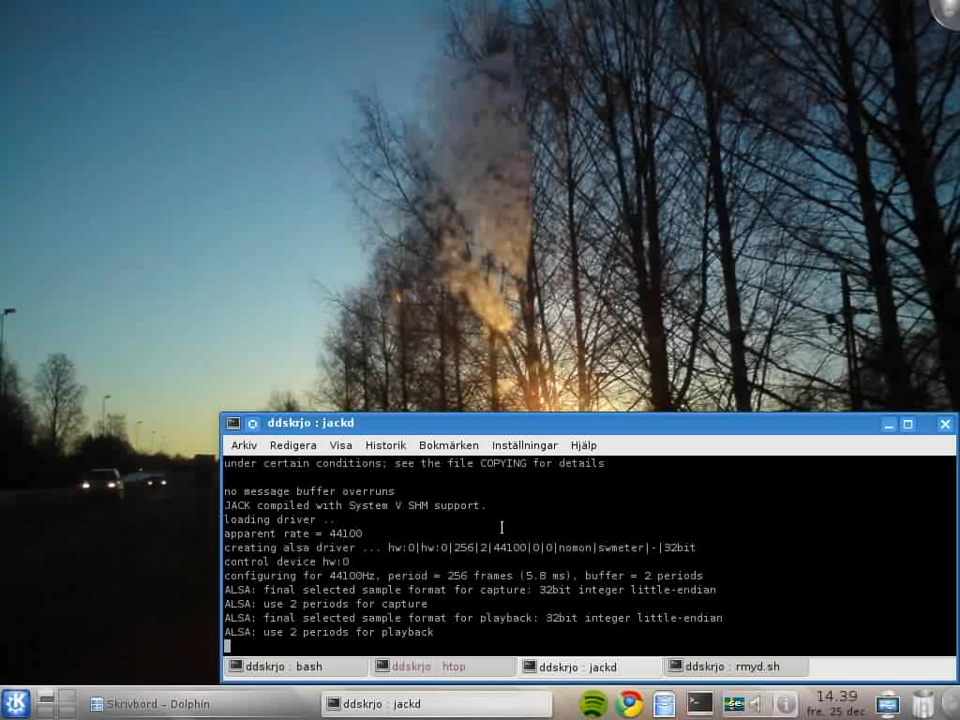 ddskrjo : jackd
Arkiv Redigera Visa Historik Bokmärken Inställningar Hjälp
under certain conditions; see the file COPYING for details
no message buffer overruns
JACK compiled with System V SHM support.
loading driver ..
apparent rate = 44100
creating alsa driver ... hw:0|hw:0|256|2|44100|0|0|nomon|swmeter|-|32bit
control device hw:0
configuring for 44100Hz, period = 256 frames (5.8 ms), buffer = 2 periods
ALSA: final selected sample format for capture: 32bit integer little-endian
ALSA: use 2 periods for capture
ALSA: final selected sample format for playback: 32bit integer little-endian
ALSA: use 2 periods for playback
ddskrjo : bash ddskrjo : htop ddskrjo : jackd ddskrjo : rmyd.sh
Skrivbord – Dolphin ddskrjo : jackd se 14.39
fre. 25 dec